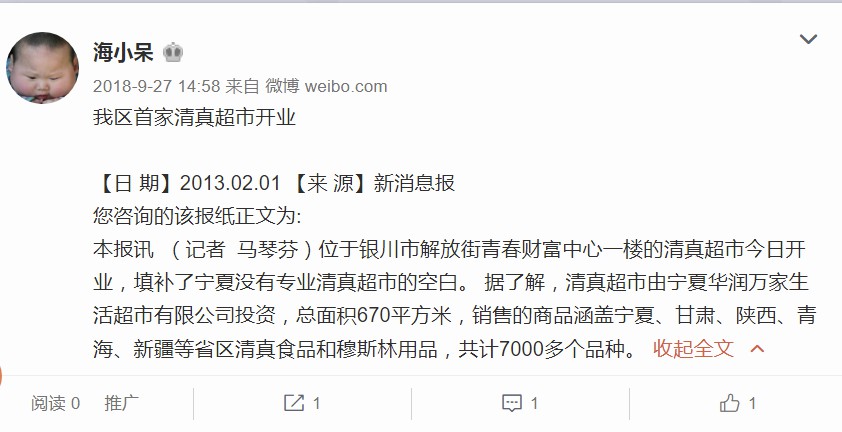 海小呆
2018-9-27 14:58 来自 微博 weibo.com
我区首家清真超市开业
【日 期】2013.02.01 【来 源】新消息报
您咨询的该报纸正文为:
本报讯 （记者 马琴芬）位于银川市解放街青春财富中心一楼的清真超市今日开
业，填补了宁夏没有专业清真超市的空白。 据了解，清真超市由宁夏华润万家生
活超市有限公司投资，总面积670平方米，销售的商品涵盖宁夏、甘肃、陕西、青
海、新疆等省区清真食品和穆斯林用品，共计7000多个品种。 收起全文
阅读 0 推广 1 1 1